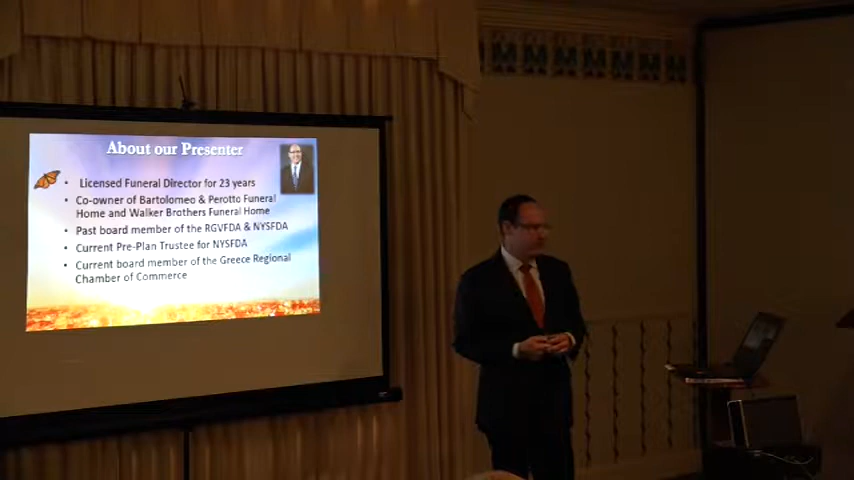 About our Presenter
• Licensed Funeral Director for 23 years
• Co-owner of Bartolomeo & Perotto Funeral
Home and Walker Brothers Funeral Home
• Past board member of the RGVFDA & NYSFDA
• Current Pre-Plan Trustee for NYSFDA
• Current board member of the Greece Regional
Chamber of Commerce